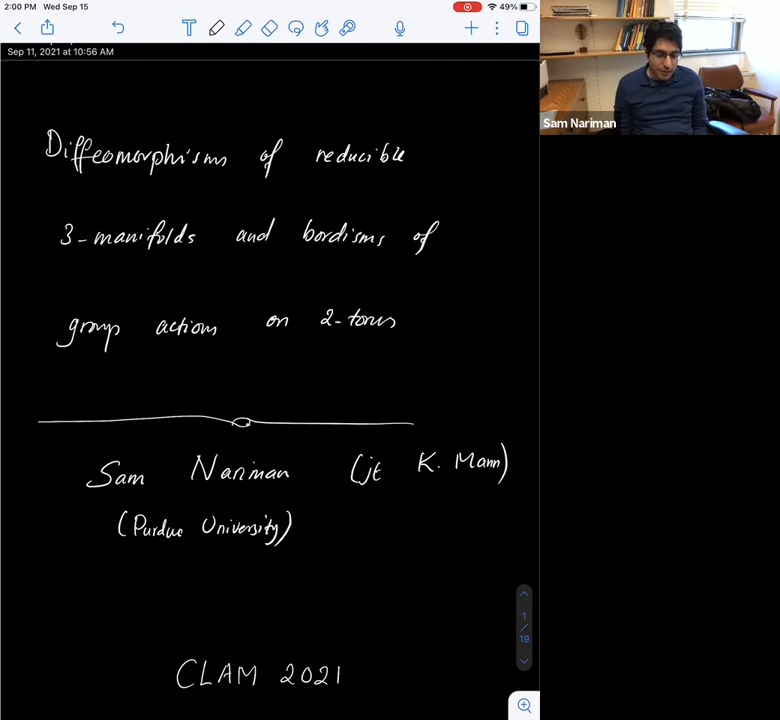 2:00 PM Wed Sep 15
49%
Sep 11, 2021 at 10:56 AM
Diffeomorphisms of reducible
3-manifolds and bordisms of
group actions on 2-torus
Sam Nariman (jt K. Mann)
(Purdue University)
CLAM 2021
1
/
19
Sam Nariman